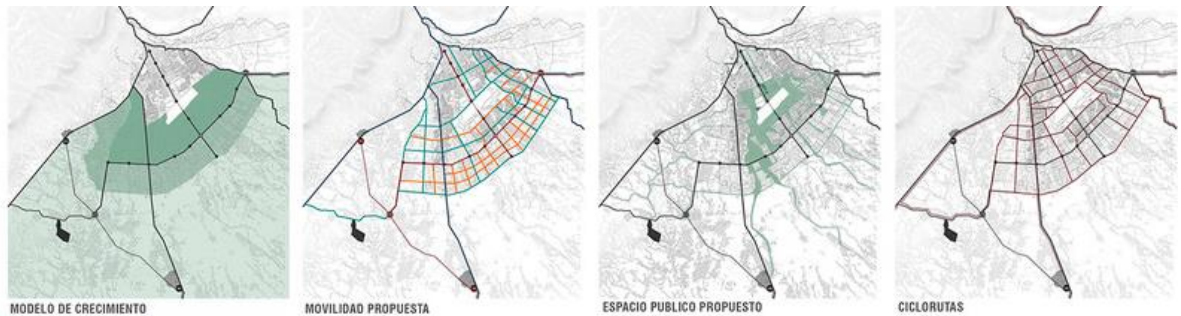 MODELO DE CRECIMIENTO
MOVILIDAD PROPUESTA
ESPACIO PUBLICO PROPUESTO
CICLORUTAS